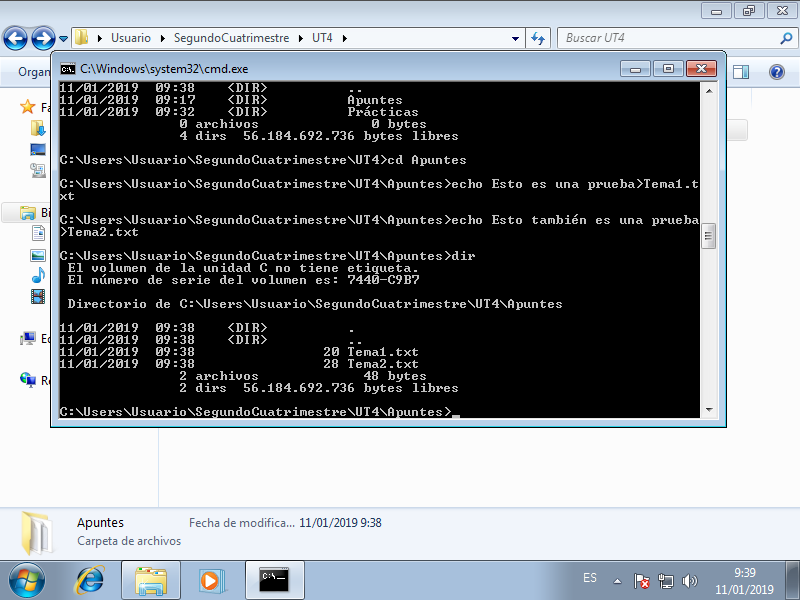 Usuario SegundoCuatrimestre UT4 Buscar UT4
Organ
C:\Windows\system32\cmd.exe
Fa
Bi
Ec
Re
11/01/2019  09:38    <DIR>          ..
11/01/2019  09:17    <DIR>          Apuntes
11/01/2019  09:32    <DIR>          Prácticas
0 archivos              0 bytes
4 dirs  56.184.692.736 bytes libres
C:\Users\Usuario\SegundoCuatrimestre\UT4>cd Apuntes
C:\Users\Usuario\SegundoCuatrimestre\UT4\Apuntes>echo Esto es una prueba>Tema1.t
xt
C:\Users\Usuario\SegundoCuatrimestre\UT4\Apuntes>echo Esto también es una prueba
>Tema2.txt
C:\Users\Usuario\SegundoCuatrimestre\UT4\Apuntes>dir
El volumen de la unidad C no tiene etiqueta.
El número de serie del volumen es: 7440-C9B7
Directorio de C:\Users\Usuario\SegundoCuatrimestre\UT4\Apuntes
11/01/2019  09:38    <DIR>          .
11/01/2019  09:38    <DIR>          ..
11/01/2019  09:38                20 Tema1.txt
11/01/2019  09:38                28 Tema2.txt
2 archivos             48 bytes
2 dirs  56.184.692.736 bytes libres
C:\Users\Usuario\SegundoCuatrimestre\UT4\Apuntes>_
Apuntes Fecha de modifica... 11/01/2019 9:38
Carpeta de archivos
C:\_
ES
9:39
11/01/2019